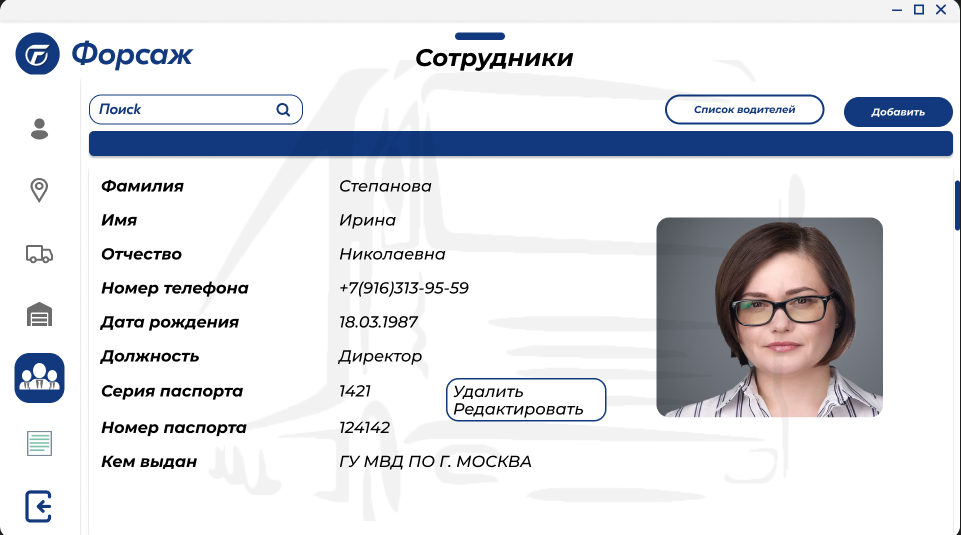 Форсаж
Сотрудники
Поиск
Список водителей
Добавить
Фамилия Степанова
Имя Ирина
Отчество Николаевна
Номер телефона +7(916)313-95-59
Дата рождения 18.03.1987
Должность Директор
Серия паспорта 1421
Удалить
Редактировать
Номер паспорта 124142
Кем выдан ГУ МВД ПО Г. МОСКВА